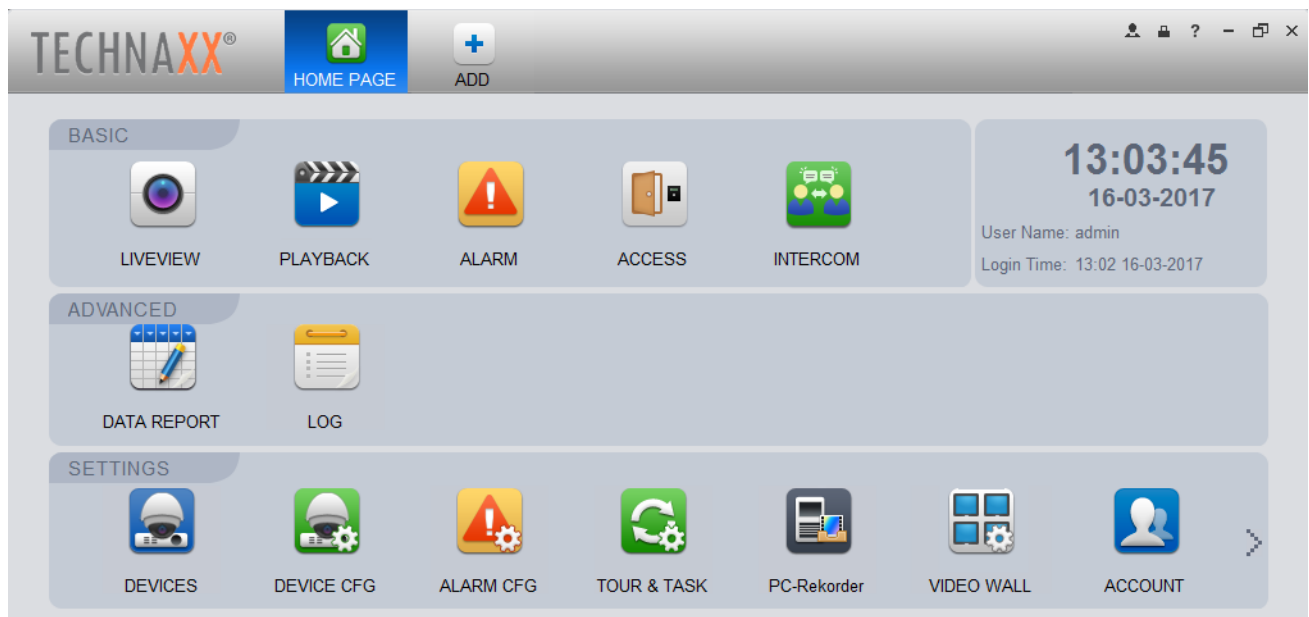 TECHNAXX®
HOME PAGE
ADD
?
BASIC
LIVEVIEW
PLAYBACK
ALARM
ACCESS
INTERCOM
13:03:45
16-03-2017
User Name: admin
Login Time: 13:02 16-03-2017
ADVANCED
DATA REPORT
LOG
SETTINGS
DEVICES
DEVICE CFG
ALARM CFG
TOUR & TASK
PC-Rekorder
VIDEO WALL
ACCOUNT